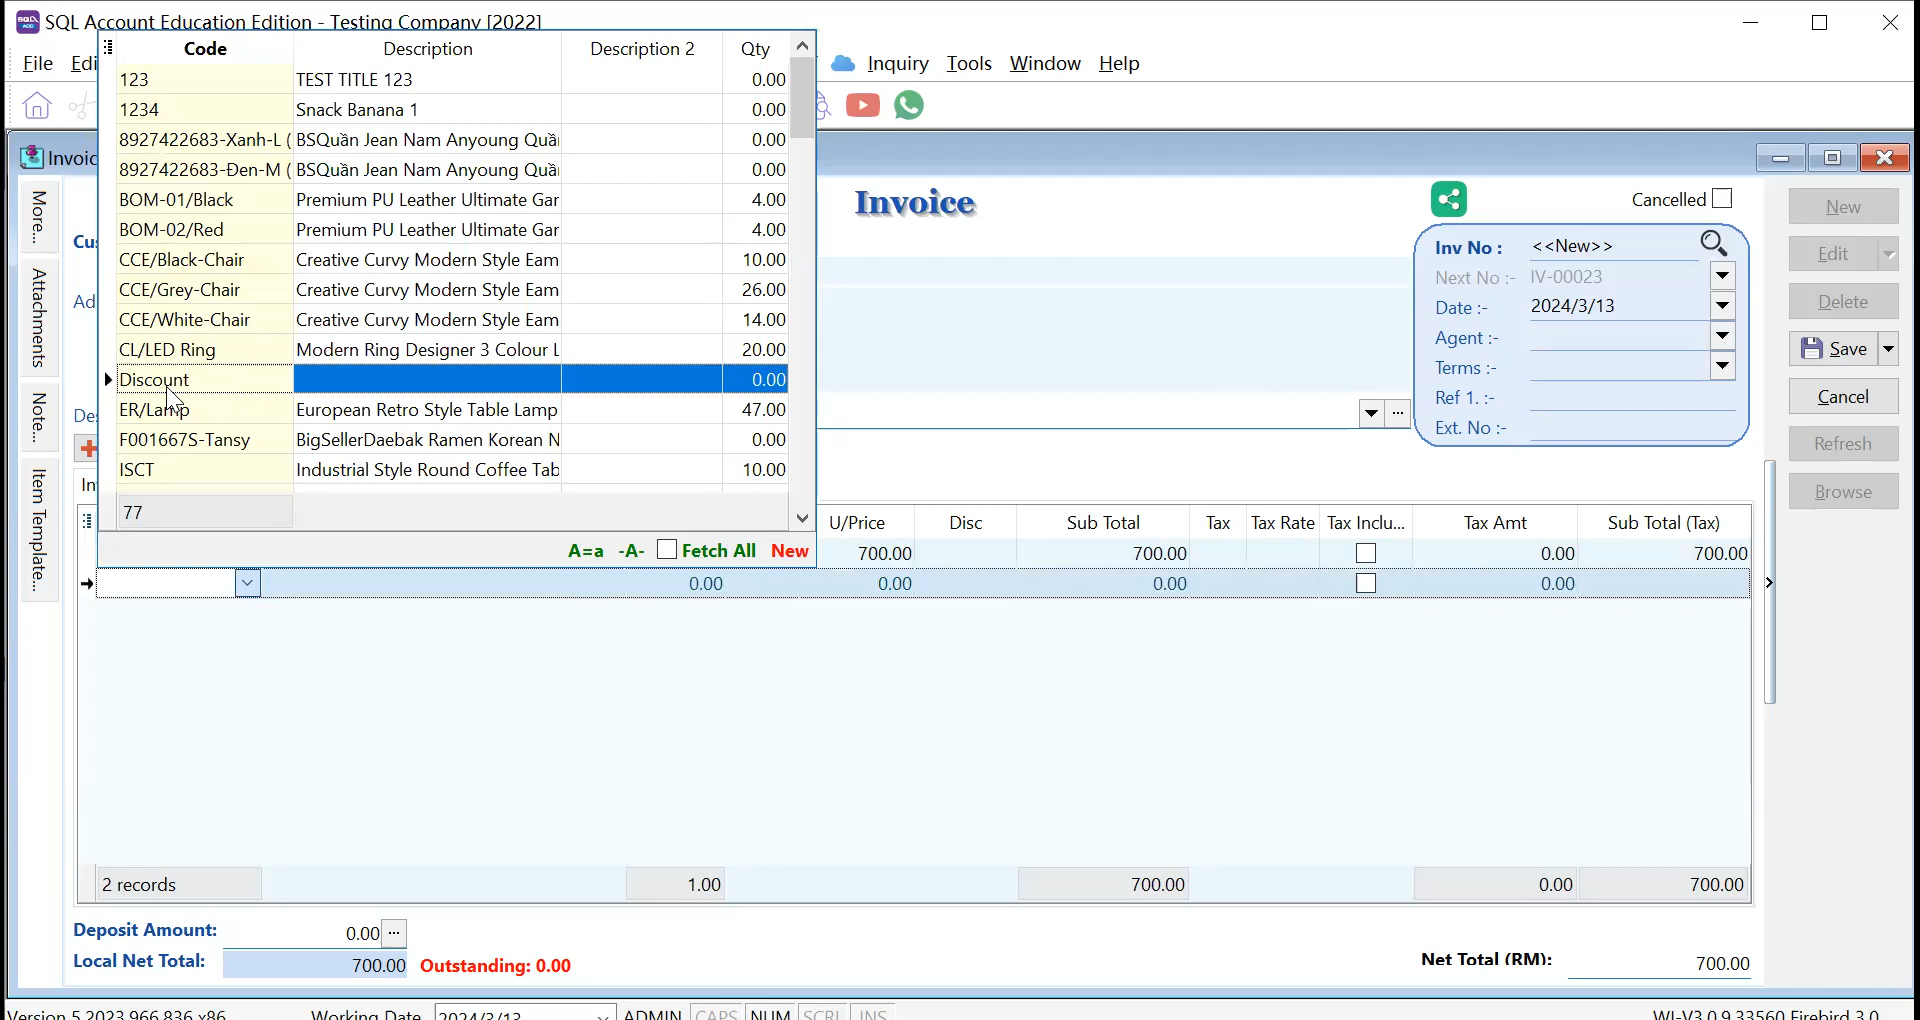 SQL Account Education Edition - Testing Company [2022]
File Edi Inquiry Tools Window Help
Code Description Description 2 Qty
123 TEST TITLE 123 0.00
1234 Snack Banana 1 0.00
8927422683-Xanh-L ( BSQuần Jean Nam Anyoung Quầ 0.00
8927422683-Đen-M ( BSQuần Jean Nam Anyoung Quầ 0.00
BOM-01/Black Premium PU Leather Ultimate Gar 4.00
BOM-02/Red Premium PU Leather Ultimate Gar 4.00
CCE/Black-Chair Creative Curvy Modern Style Eam 10.00
CCE/Grey-Chair Creative Curvy Modern Style Eam 26.00
CCE/White-Chair Creative Curvy Modern Style Eam 14.00
CL/LED Ring Modern Ring Designer 3 Colour L 20.00
Discount 0.00
ER/Lamp European Retro Style Table Lamp 47.00
F001667S-Tansy BigSellerDaebak Ramen Korean N 0.00
ISCT Industrial Style Round Coffee Tab 10.00
77
A=a -A- Fetch All New
Invoic
More...
Attachments
Note...
Item Template...
Cus
Ad
Des
In
Invoice
Cancelled
Inv No : <<New>>
Next No :- IV-00023
Date :- 2024/3/13
Agent :-
Terms :-
Ref 1. :-
Ext. No :-
New
Edit
Delete
Save
Cancel
Refresh
Browse
U/Price Disc Sub Total Tax Tax Rate Tax Inclu... Tax Amt Sub Total (Tax)
700.00 700.00 0.00 700.00
0.00 0.00 0.00 0.00
2 records 1.00 700.00 0.00 700.00
Deposit Amount: 0.00 ...
Local Net Total: 700.00 Outstanding: 0.00
Net Total (RM): 700.00
Version 5.2023.966.836 x86 Working Date 2024/3/13 ADMIN CAPS NUM SCRL INS WI-V3.0.9.33560 Firebird 3.0